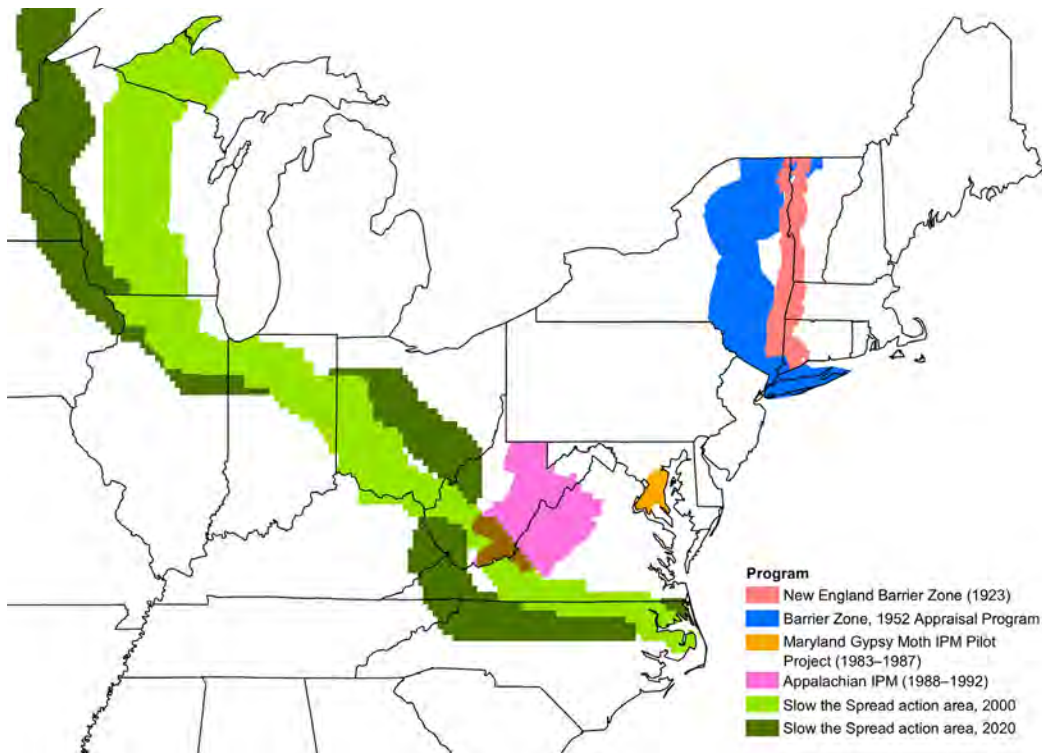 Program
New England Barrier Zone (1923)
Barrier Zone, 1952 Appraisal Program
Maryland Gypsy Moth IPM Pilot
Project (1983–1987)
Appalachian IPM (1988–1992)
Slow the Spread action area, 2000
Slow the Spread action area, 2020